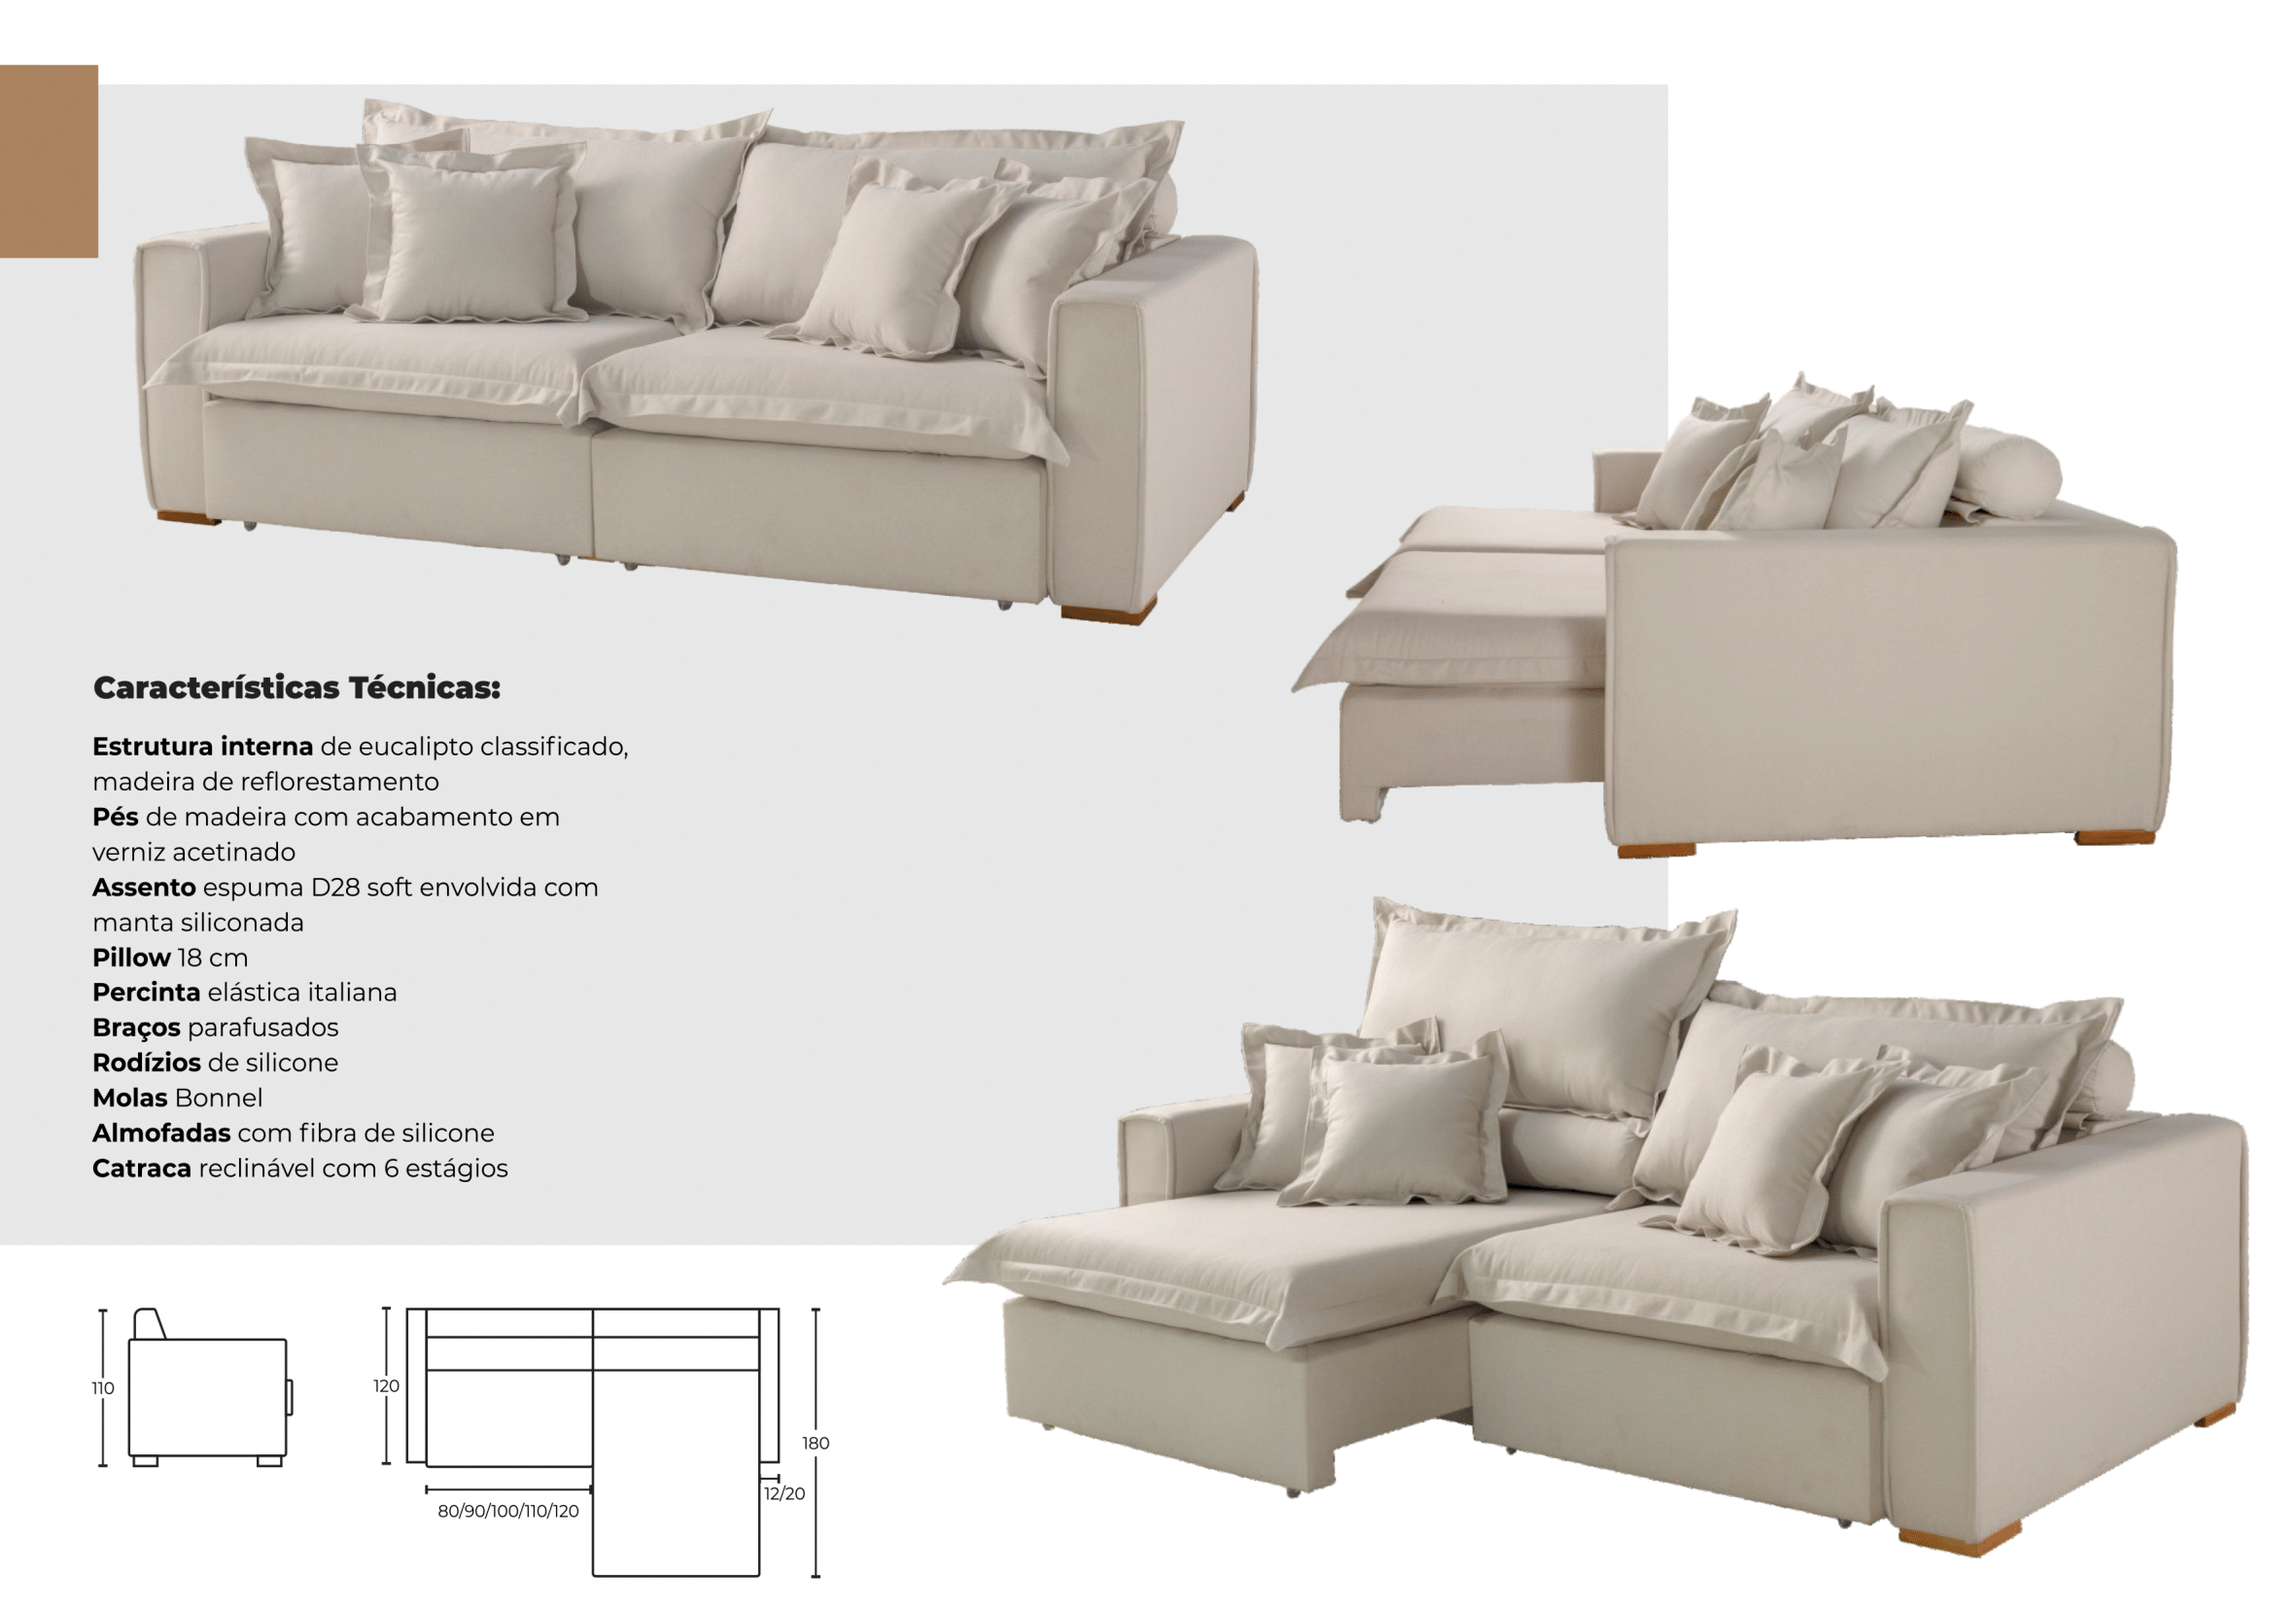 Características Técnicas:
Estrutura interna de eucalipto classificado,
madeira de reflorestamento
Pés de madeira com acabamento em
verniz acetinado
Assento espuma D28 soft envolvida com
manta siliconada
Pillow 18 cm
Percinta elástica italiana
Braços parafusados
Rodízios de silicone
Molas Bonnel
Almofadas com fibra de silicone
Catraca reclinável com 6 estágios
110
120
80/90/100/110/120
12/20
180